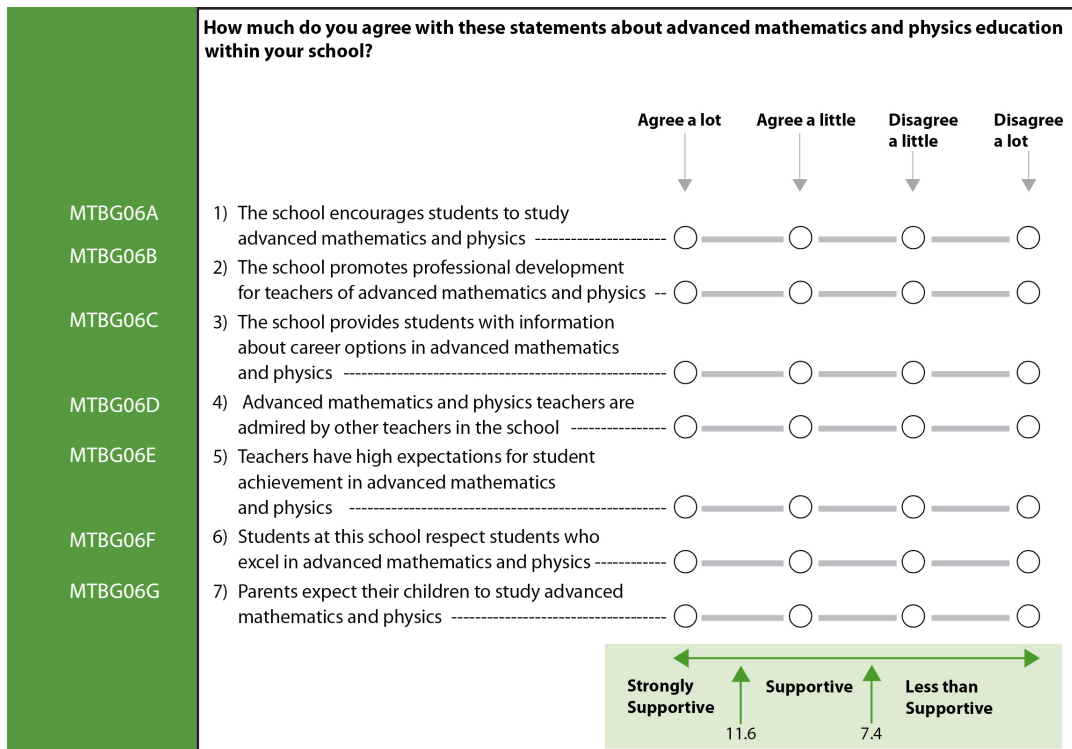 How much do you agree with these statements about advanced mathematics and physics education
within your school?
Agree a lot
Agree a little
Disagree
a little
Disagree
a lot
MTBG06A
1) The school encourages students to study
advanced mathematics and physics
MTBG06B
2) The school promotes professional development
for teachers of advanced mathematics and physics
MTBG06C
3) The school provides students with information
about career options in advanced mathematics
and physics
MTBG06D
4) Advanced mathematics and physics teachers are
admired by other teachers in the school
MTBG06E
5) Teachers have high expectations for student
achievement in advanced mathematics
and physics
MTBG06F
6) Students at this school respect students who
excel in advanced mathematics and physics
MTBG06G
7) Parents expect their children to study advanced
mathematics and physics
Strongly
Supportive
Supportive
Less than
Supportive
11.6
7.4